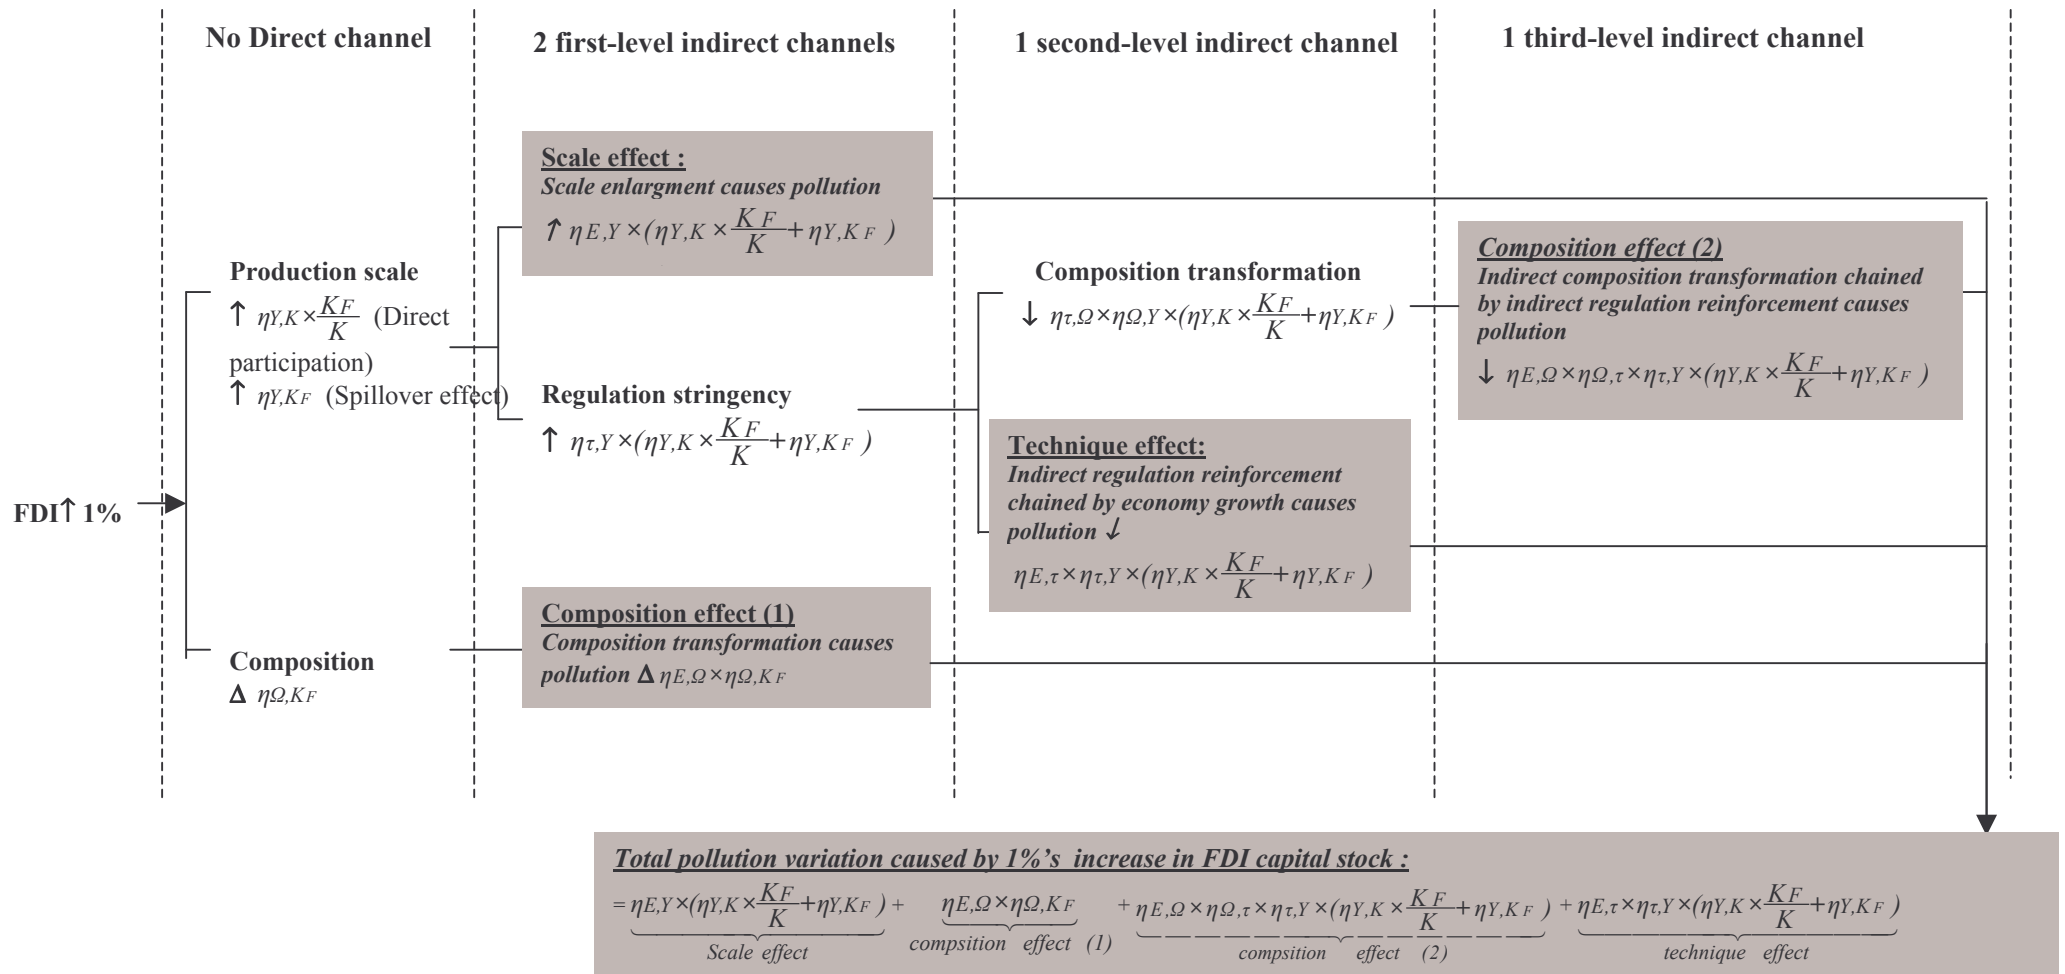 No Direct channel
2 first-level indirect channels
1 second-level indirect channel
1 third-level indirect channel
FDI↑ 1%
Production scale
↑ ηY,K × KF/K (Direct
participation)
↑ ηY,KF (Spillover effect)
Composition
Δ ηΩ,KF
Scale effect :
Scale enlargment causes pollution
↑ ηE,Y ×(ηY,K × KF/K + ηY,KF )
Regulation stringency
↑ ητ,Y ×(ηY,K × KF/K + ηY,KF )
Composition effect (1)
Composition transformation causes
pollution Δ ηE,Ω × ηΩ,KF
Composition transformation
↓ ητ,Ω × ηΩ,Y ×(ηY,K × KF/K + ηY,KF )
Technique effect:
Indirect regulation reinforcement
chained by economy growth causes
pollution ↓
ηE,τ × ητ,Y ×(ηY,K × KF/K + ηY,KF )
Composition effect (2)
Indirect composition transformation chained
by indirect regulation reinforcement causes
pollution
↓ ηE,Ω × ηΩ,τ × ητ,Y ×(ηY,K × KF/K + ηY,KF )
Total pollution variation caused by 1%'s increase in FDI capital stock :
= ηE,Y ×(ηY,K × KF/K + ηY,KF ) + ηE,Ω × ηΩ,KF + ηE,Ω × ηΩ,τ × ητ,Y ×(ηY,K × KF/K + ηY,KF ) + ηE,τ × ητ,Y ×(ηY,K × KF/K + ηY,KF )
Scale effect compsition effect (1) compsition effect (2) technique effect